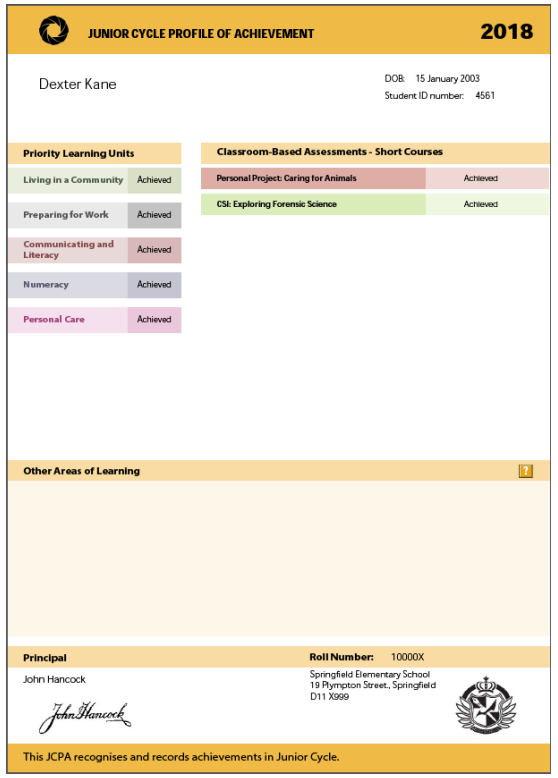 JUNIOR CYCLE PROFILE OF ACHIEVEMENT
2018
Dexter Kane
DOB: 15 January 2003
Student ID number: 4561
Priority Learning Units
Living in a Community Achieved
Preparing for Work Achieved
Communicating and
Literacy Achieved
Numeracy Achieved
Personal Care Achieved
Classroom-Based Assessments - Short Courses
Personal Project: Caring for Animals Achieved
CSI: Exploring Forensic Science Achieved
Other Areas of Learning ?
Principal
John Hancock
John Hancock
Roll Number: 10000X
Springfield Elementary School
19 Plympton Street., Springfield
D11 X999
This JCPA recognises and records achievements in Junior Cycle.